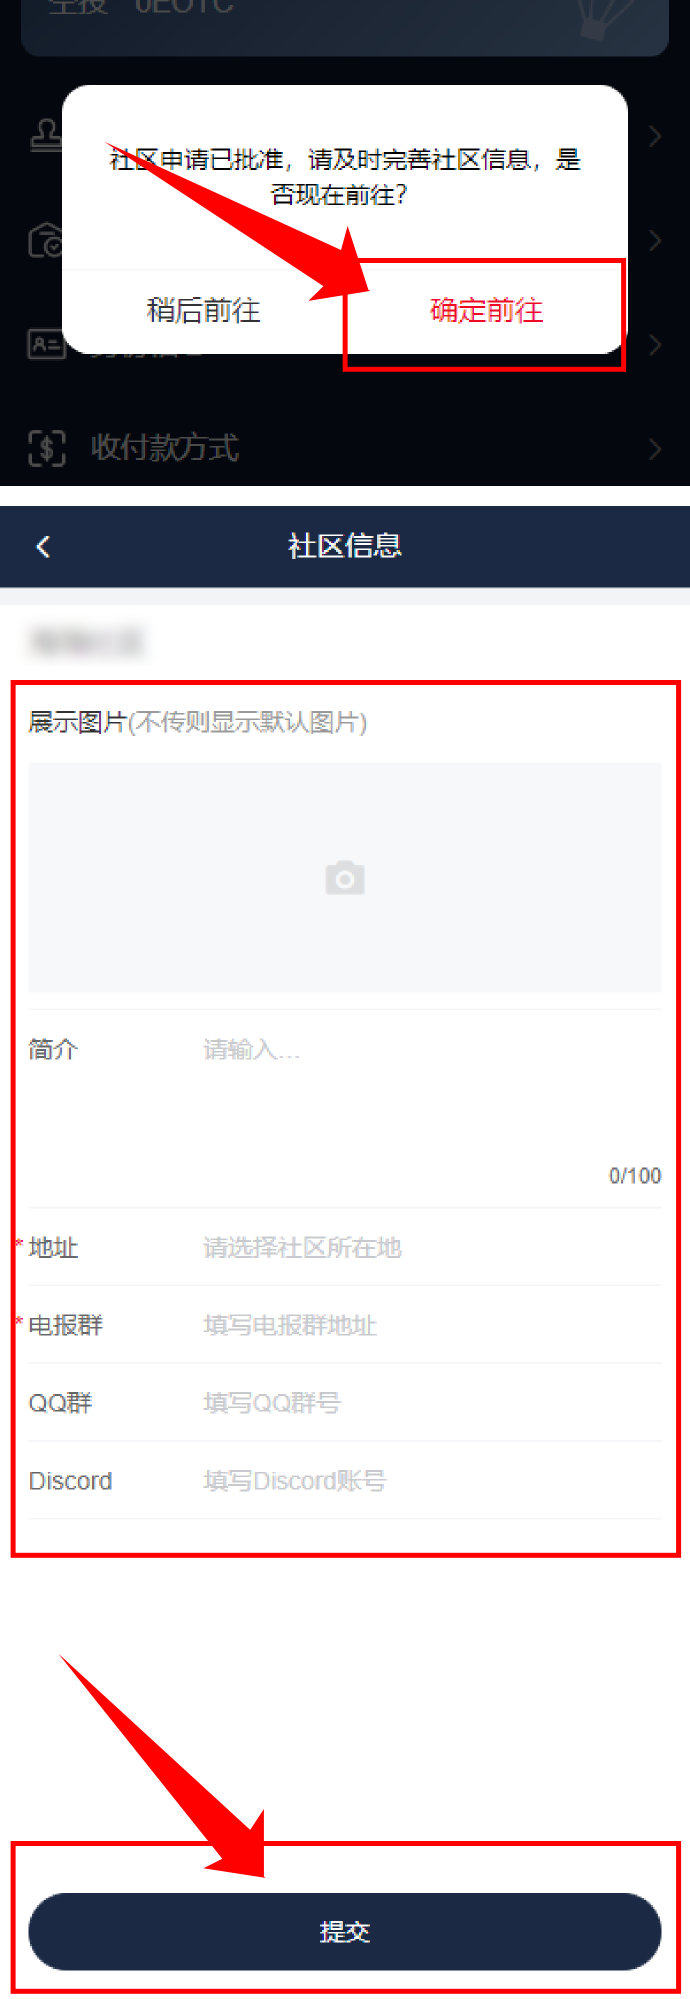 社区申请已批准，请及时完善社区信息，是
否现在前往？
稍后前往
确定前往
收付款方式
社区信息
展示图片(不传则显示默认图片)
简介
请输入...
0/100
* 地址
请选择社区所在地
* 电报群
填写电报群地址
QQ群
填写QQ群号
Discord
填写Discord账号
提交